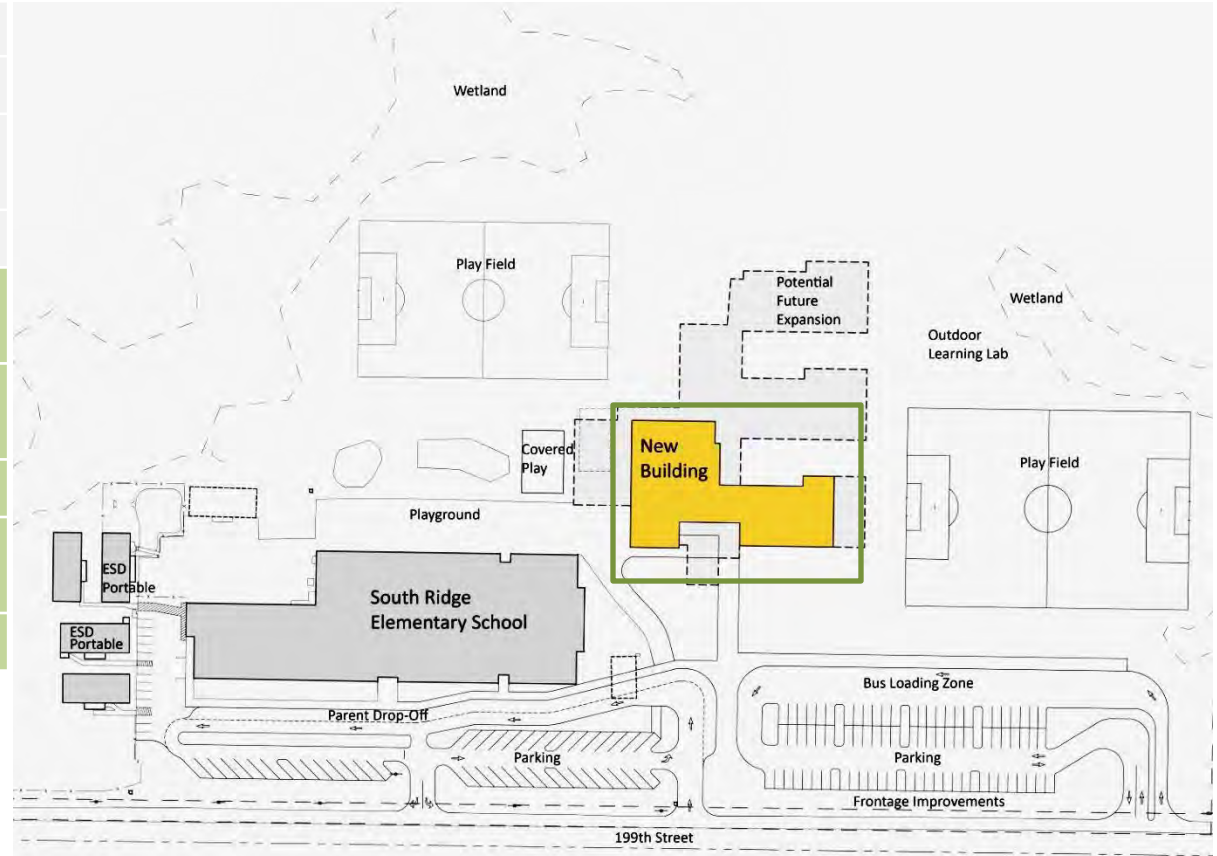 Wetland
Play Field
Potential
Future
Expansion
Wetland
Outdoor
Learning Lab
Covered
Play
New
Building
Play Field
Playground
ESD
Portable
South Ridge
Elementary School
ESD
Portable
Bus Loading Zone
Parent Drop-Off
Parking
Parking
Frontage Improvements
199th Street